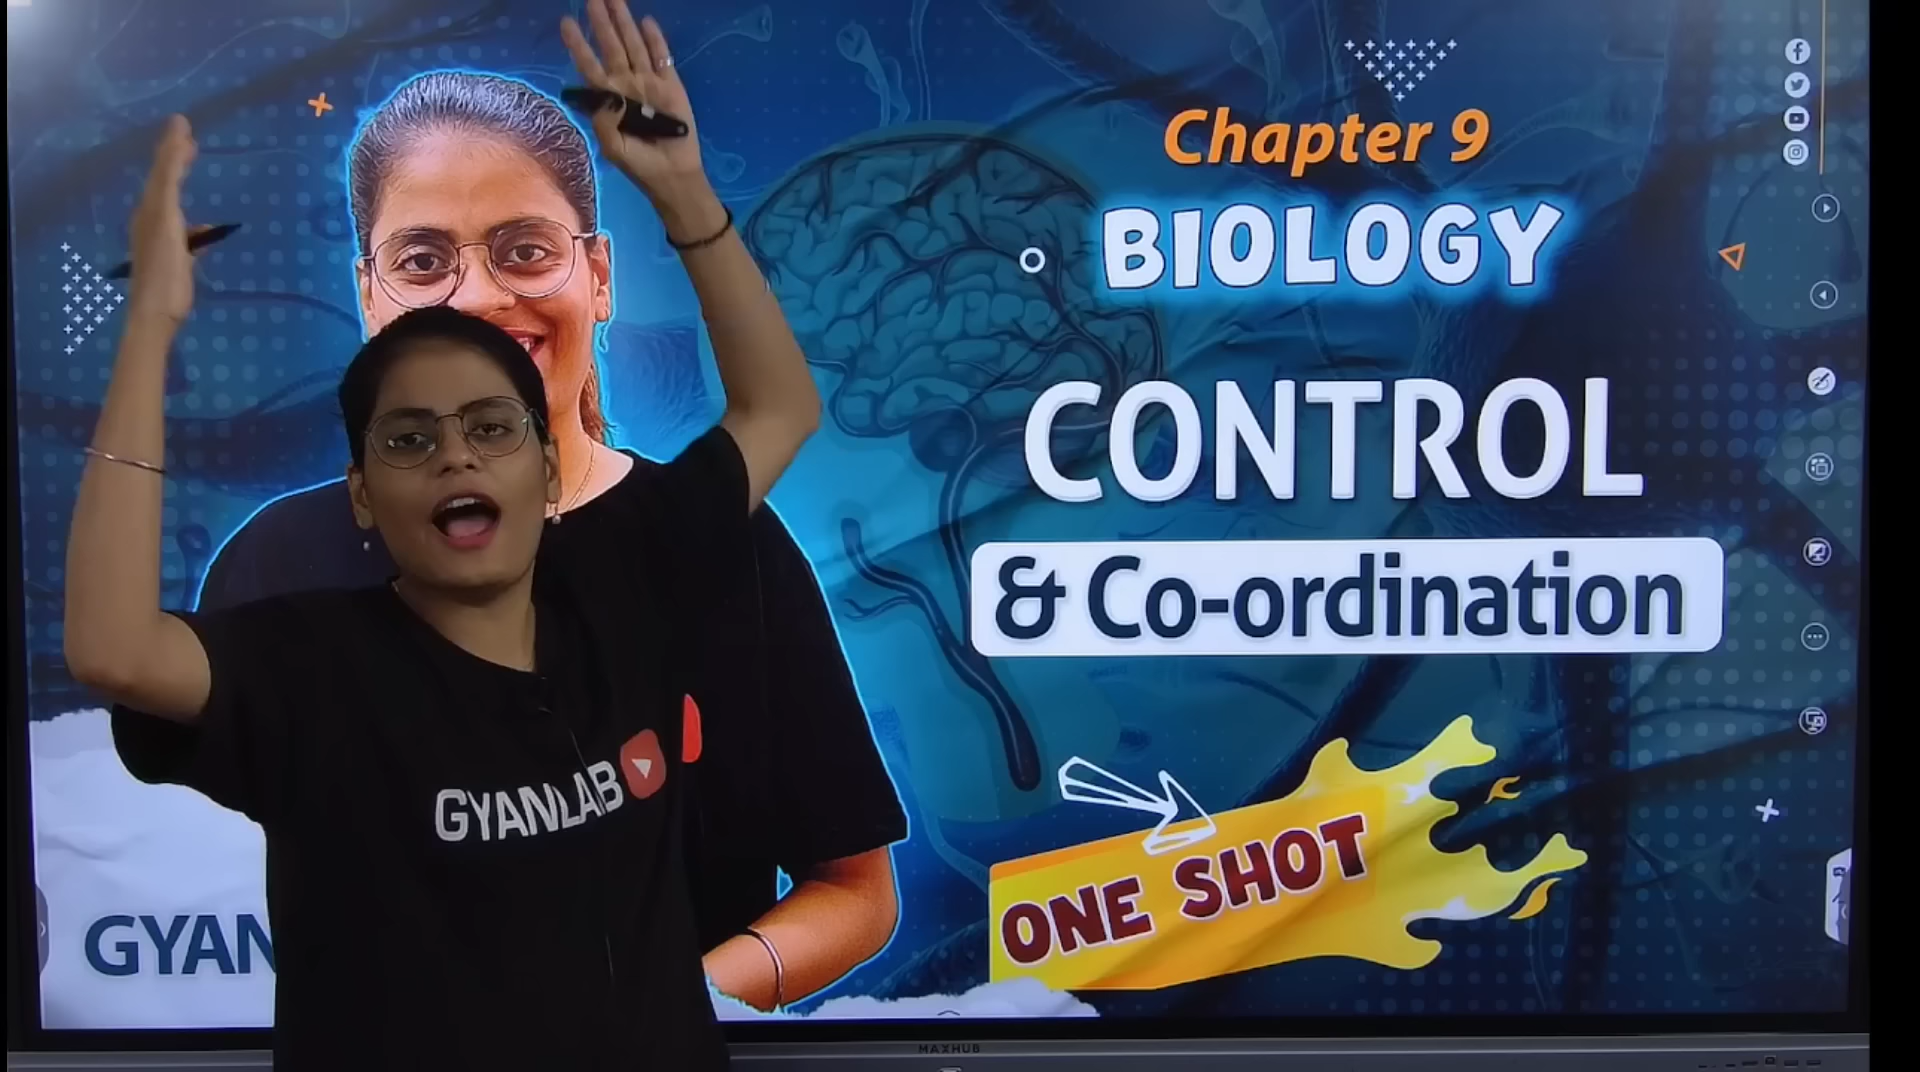 Chapter 9
BIOLOGY
CONTROL
& Co-ordination
ONE SHOT
GYANLAB
GYAN
MAXHUB